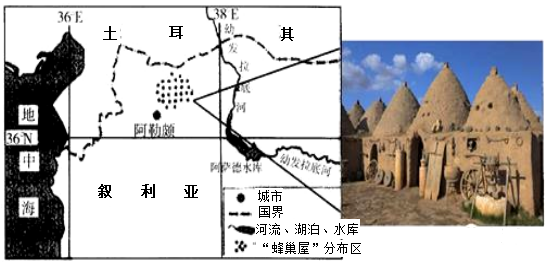 36°E
38 E
土 耳 其
幼
发
拉
底
河
地
中
海
36°N
阿勒颇
阿萨德水库
幼发拉底河
叙 利 亚
城市
国界
河流、湖泊、水库
“蜂巢屋”分布区